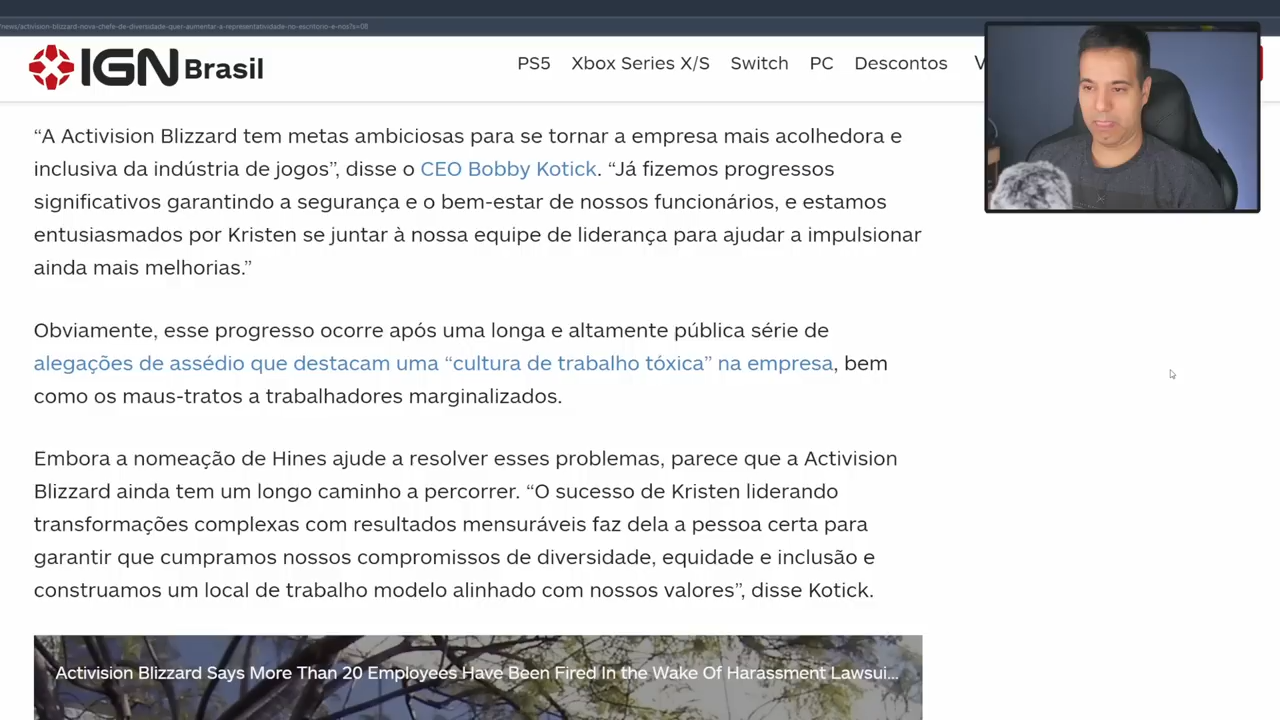 /news/activision-blizzard-nova-chefe-de-diversidade-quer-aumentar-a-representatividade-no-escritorio-e-nos?s=08
IGN Brasil
PS5 Xbox Series X/S Switch PC Descontos V
“A Activision Blizzard tem metas ambiciosas para se tornar a empresa mais acolhedora e
inclusiva da indústria de jogos”, disse o CEO Bobby Kotick. “Já fizemos progressos
significativos garantindo a segurança e o bem-estar de nossos funcionários, e estamos
entusiasmados por Kristen se juntar à nossa equipe de liderança para ajudar a impulsionar
ainda mais melhorias.”
Obviamente, esse progresso ocorre após uma longa e altamente pública série de
alegações de assédio que destacam uma “cultura de trabalho tóxica” na empresa, bem
como os maus-tratos a trabalhadores marginalizados.
Embora a nomeação de Hines ajude a resolver esses problemas, parece que a Activision
Blizzard ainda tem um longo caminho a percorrer. “O sucesso de Kristen liderando
transformações complexas com resultados mensuráveis faz dela a pessoa certa para
garantir que cumpramos nossos compromissos de diversidade, equidade e inclusão e
construamos um local de trabalho modelo alinhado com nossos valores”, disse Kotick.
Activision Blizzard Says More Than 20 Employees Have Been Fired In the Wake Of Harassment Lawsui...